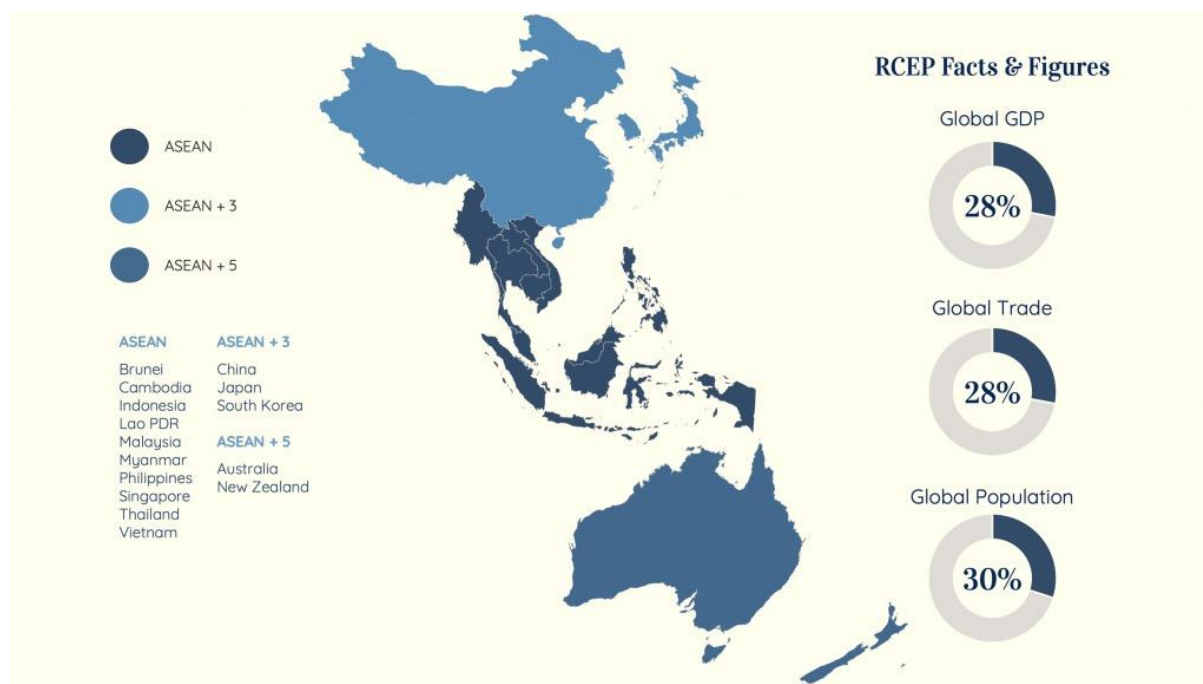 RCEP Facts & Figures
ASEAN
ASEAN + 3
ASEAN + 5
ASEAN
Brunei
Cambodia
Indonesia
Lao PDR
Malaysia
Myanmar
Philippines
Singapore
Thailand
Vietnam
ASEAN + 3
China
Japan
South Korea
ASEAN + 5
Australia
New Zealand
Global GDP
28%
Global Trade
28%
Global Population
30%